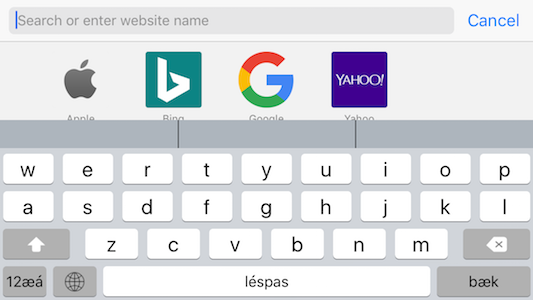 Search or enter website name Cancel
YAHOO!
Apple Bing Google Yahoo
w e r t y u i o p
a s d f g h j k l
z c v b n m
12æá léspas bæk